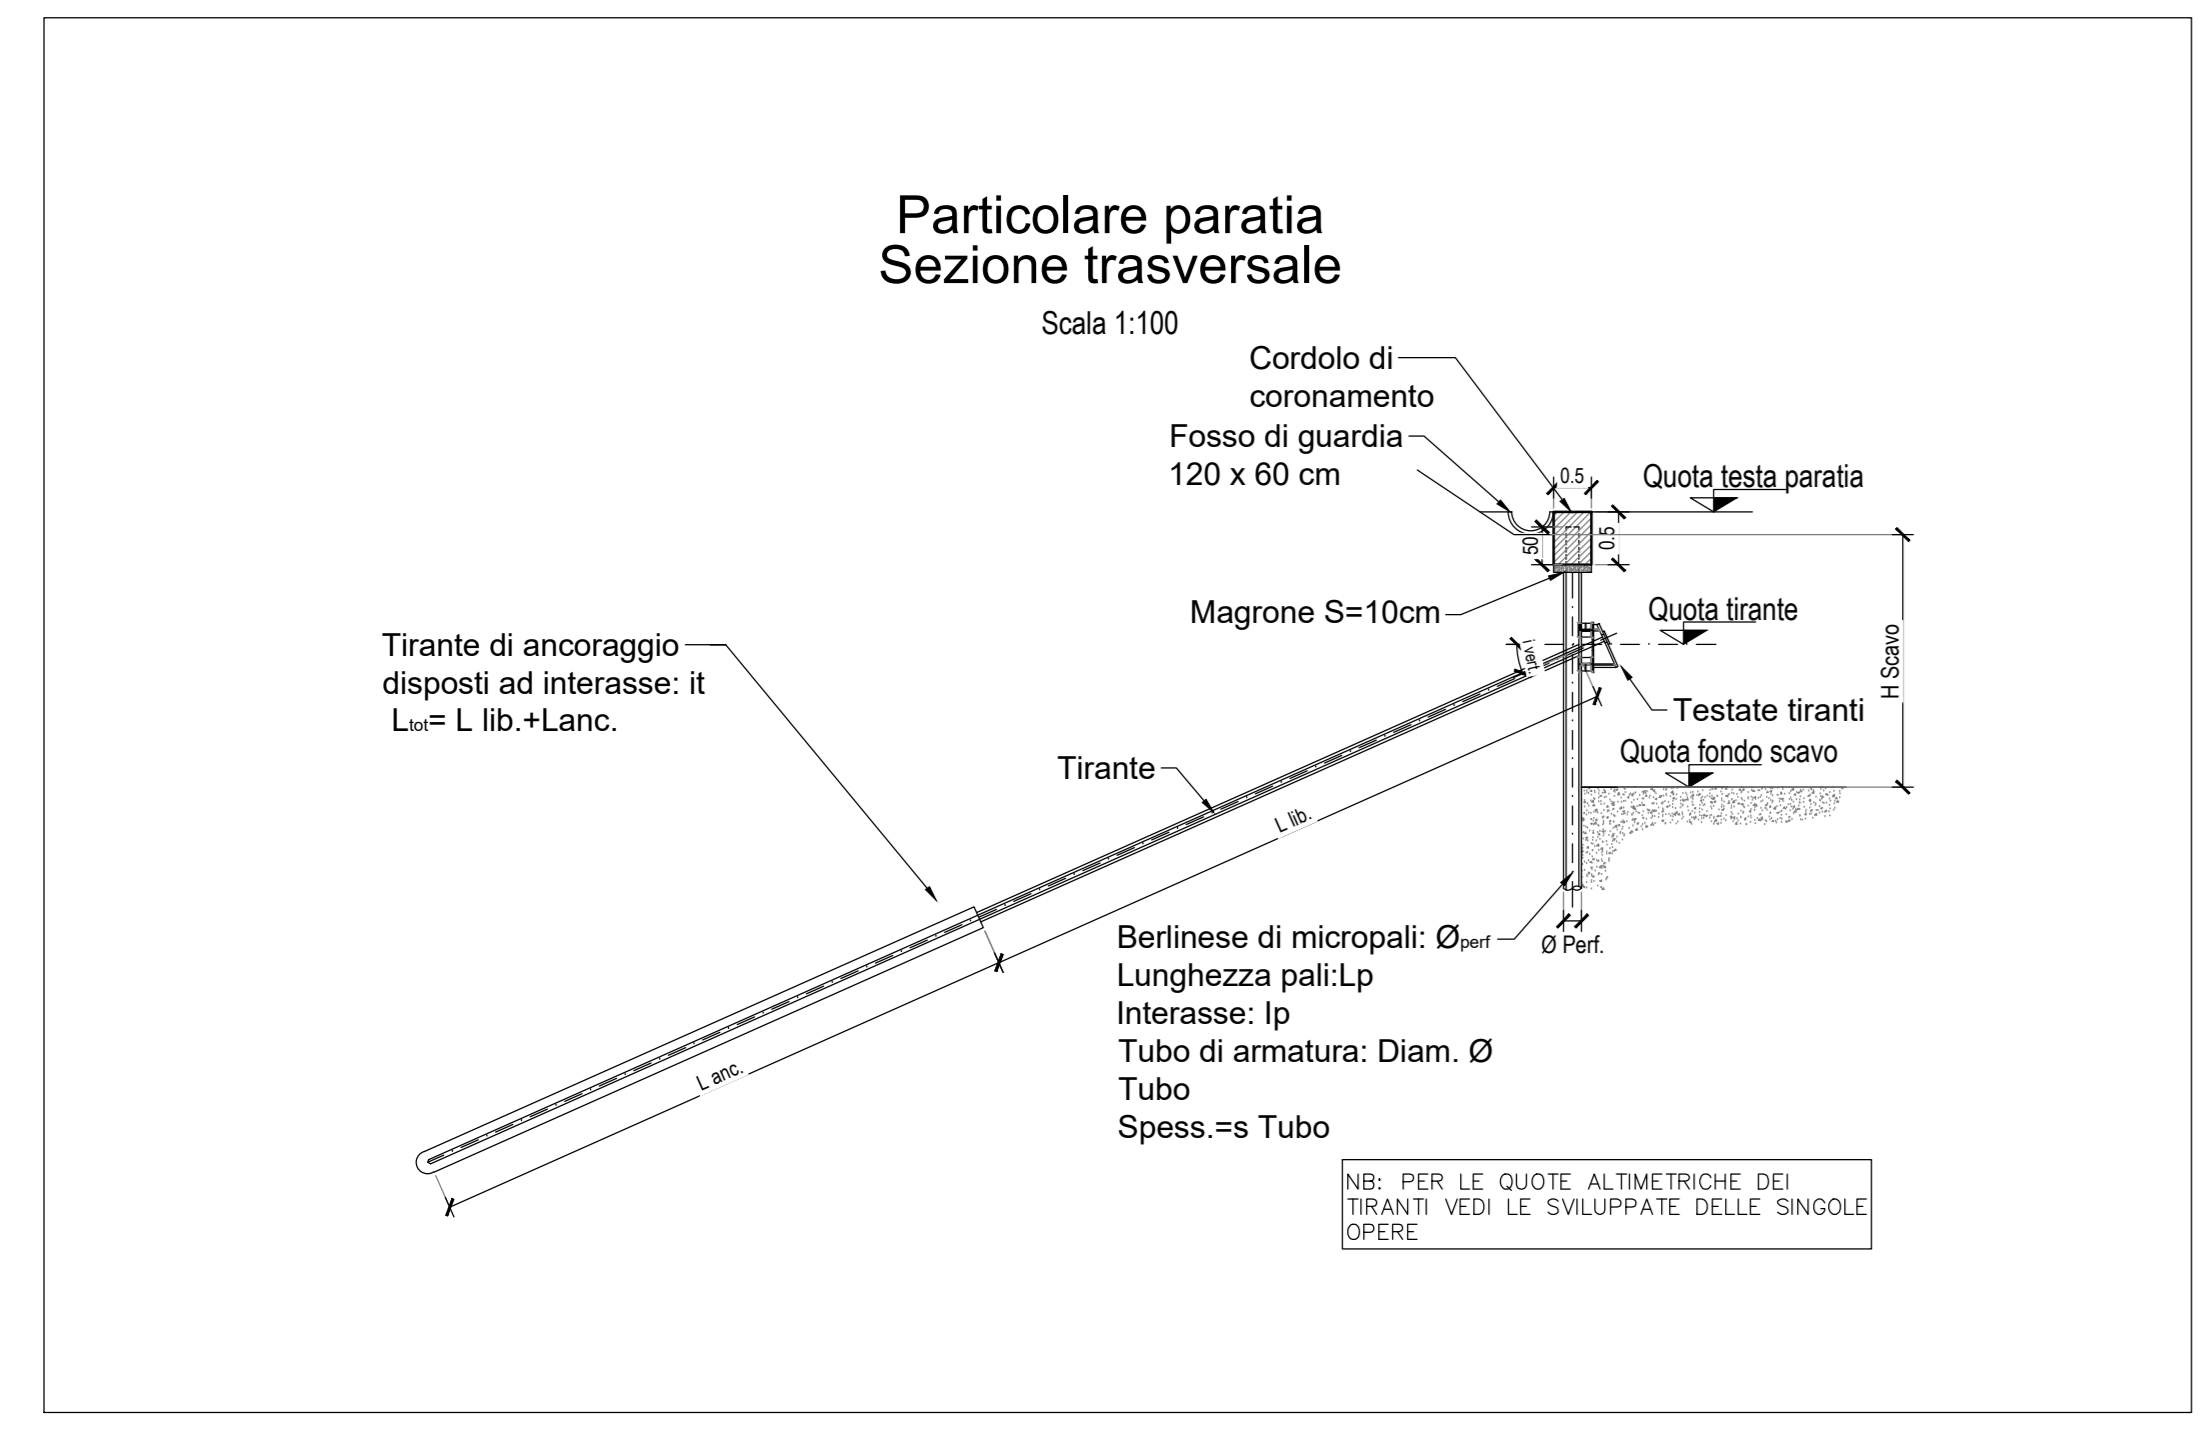 Particolare paratia
Sezione trasversale
Scala 1:100
Cordolo di
coronamento
Fosso di guardia
120 x 60 cm
0.5
Quota testa paratia
50
0.5
Magrone S=10cm
Quota tirante
i vert.
H Scavo
Tirante di ancoraggio
disposti ad interasse: it
Ltot= L lib.+Lanc.
Testate tiranti
Quota fondo scavo
Tirante
L lib.
Berlinese di micropali: Øperf
Lunghezza pali:Lp
Interasse: Ip
Tubo di armatura: Diam. Ø
Tubo
Spess.=s Tubo
Ø Perf.
L anc.
NB: PER LE QUOTE ALTIMETRICHE DEI
TIRANTI VEDI LE SVILUPPATE DELLE SINGOLE
OPERE